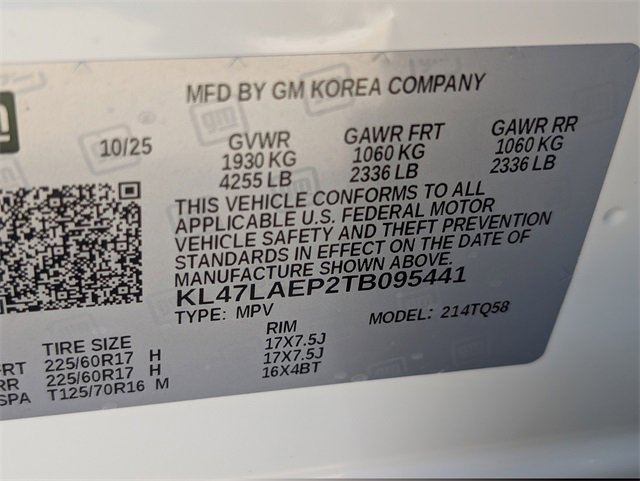 MFD BY GM KOREA COMPANY
10/25
GVWR
1930 KG
4255 LB
GAWR FRT
1060 KG
2336 LB
GAWR RR
1060 KG
2336 LB
THIS VEHICLE CONFORMS TO ALL
APPLICABLE U.S. FEDERAL MOTOR
VEHICLE SAFETY AND THEFT PREVENTION
STANDARDS IN EFFECT ON THE DATE OF
MANUFACTURE SHOWN ABOVE.
KL47LAEP2TB095441
TYPE: MPV MODEL: 214TQ58
TIRE SIZE RIM
FRT 225/60R17 H 17X7.5J
RR 225/60R17 H 17X7.5J
SPA T125/70R16 M 16X4BT